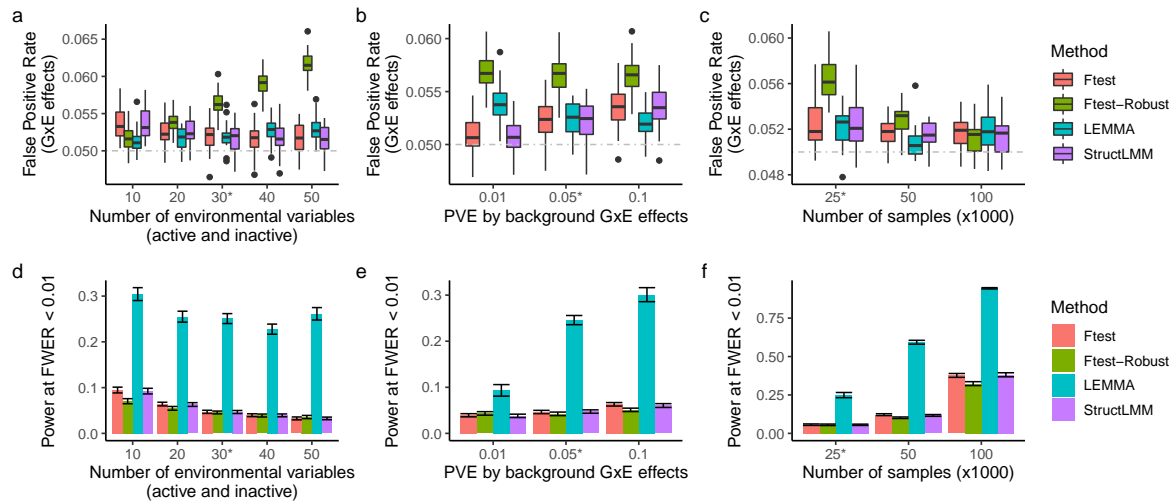 a
False Positive Rate
(GxE effects)
0.065
0.060
0.055
0.050
10 20 30* 40 50
Number of environmental variables
(active and inactive)
b
False Positive Rate
(GxE effects)
0.060
0.055
0.050
0.01 0.05* 0.1
PVE by background GxE effects
c
False Positive Rate
(GxE effects)
0.060
0.056
0.052
0.048
25* 50 100
Number of samples (x1000)
Method
Ftest
Ftest−Robust
LEMMA
StructLMM
d
Power at FWER < 0.01
0.3
0.2
0.1
0.0
10 20 30* 40 50
Number of environmental variables
(active and inactive)
e
Power at FWER < 0.01
0.3
0.2
0.1
0.0
0.01 0.05* 0.1
PVE by background GxE effects
f
Power at FWER < 0.01
0.75
0.50
0.25
0.00
25* 50 100
Number of samples (x1000)
Method
Ftest
Ftest−Robust
LEMMA
StructLMM